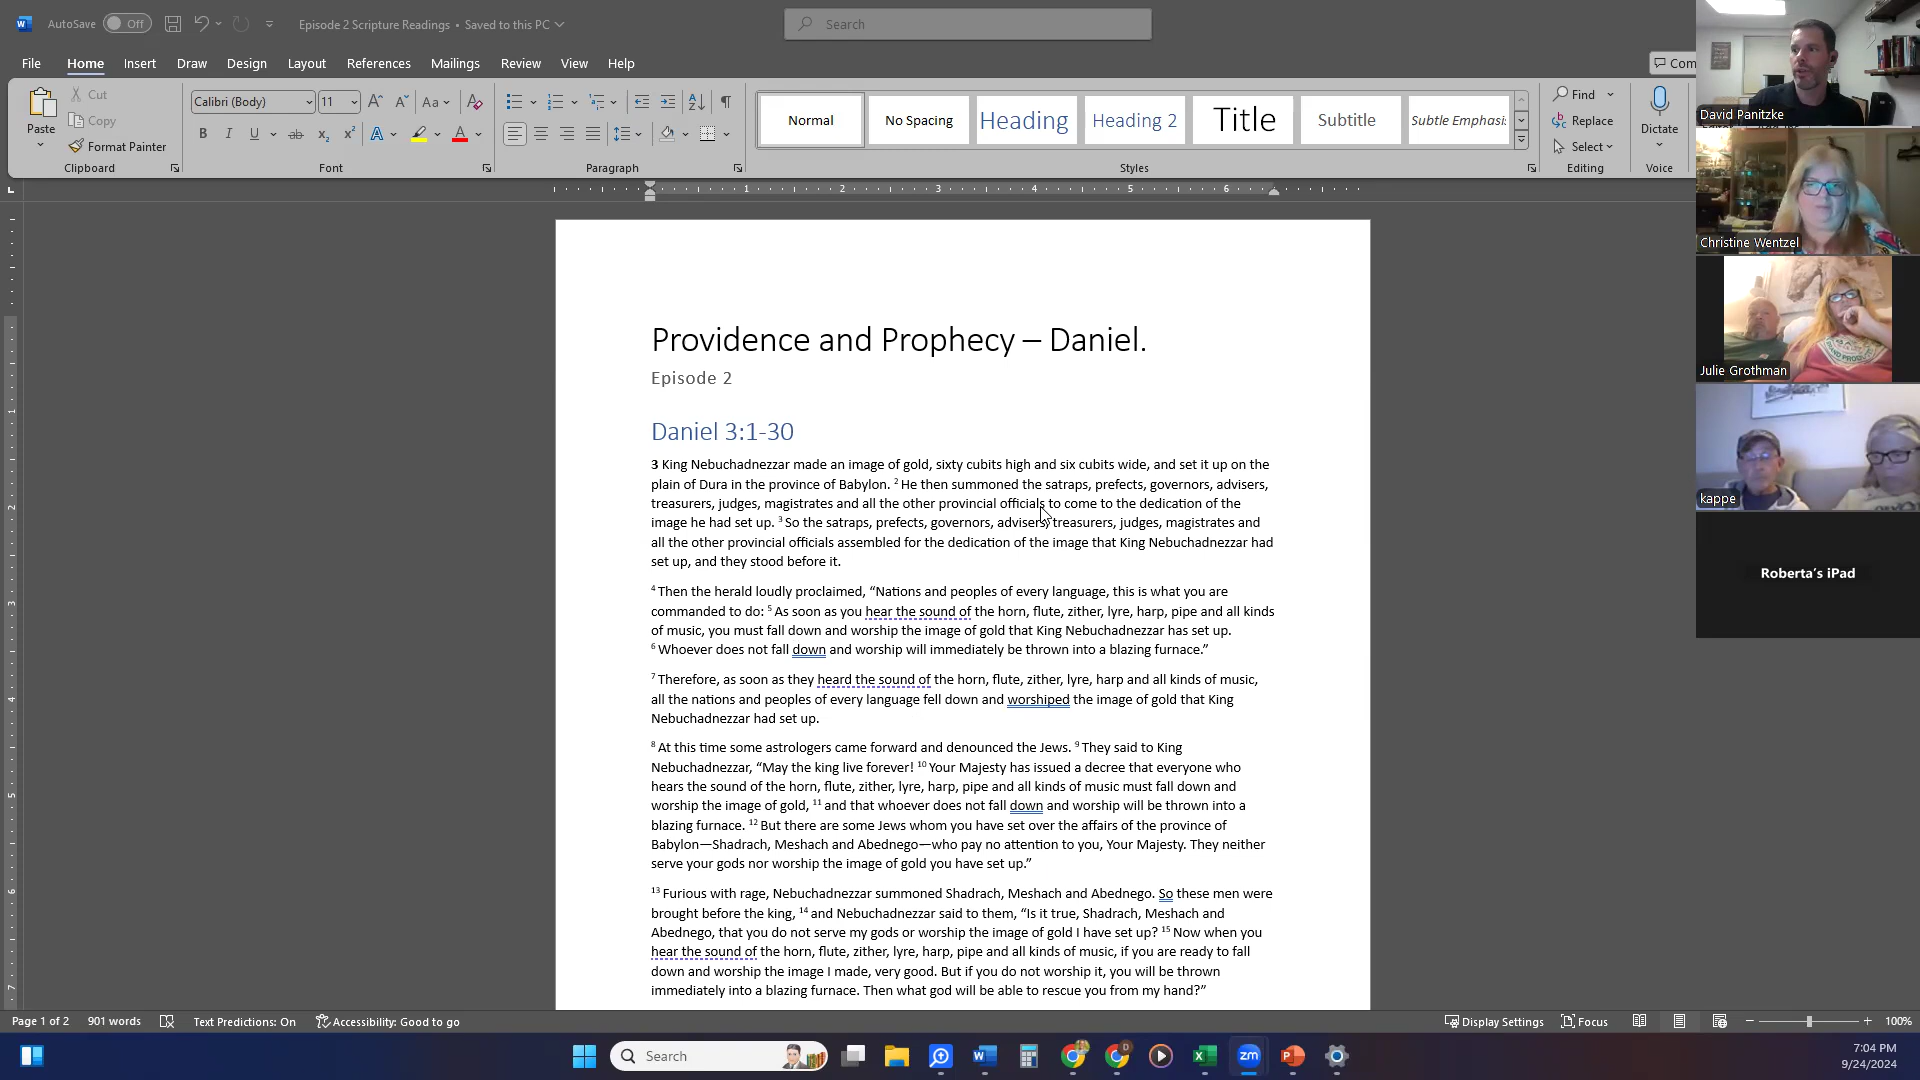 AutoSave Off Episode 2 Scripture Readings • Saved to this PC Search
File Home Insert Draw Design Layout References Mailings Review View Help Com
Paste Cut Copy Format Painter Clipboard
Calibri (Body) 11 Font
Paragraph
Normal No Spacing Heading Heading 2 Title Subtitle Subtle Emphasis Styles
Find Replace Select Editing
Dictate Voice
David Panitzke
Christine Wentzel
Julie Grothman
kappe
Roberta's iPad
1 2 3 4 5 6
1
2
3
4
5
6
7
Providence and Prophecy – Daniel.
Episode 2
Daniel 3:1-30
3 King Nebuchadnezzar made an image of gold, sixty cubits high and six cubits wide, and set it up on the
plain of Dura in the province of Babylon. 2 He then summoned the satraps, prefects, governors, advisers,
treasurers, judges, magistrates and all the other provincial officials to come to the dedication of the
image he had set up. 3 So the satraps, prefects, governors, advisers, treasurers, judges, magistrates and
all the other provincial officials assembled for the dedication of the image that King Nebuchadnezzar had
set up, and they stood before it.
4 Then the herald loudly proclaimed, “Nations and peoples of every language, this is what you are
commanded to do: 5 As soon as you hear the sound of the horn, flute, zither, lyre, harp, pipe and all kinds
of music, you must fall down and worship the image of gold that King Nebuchadnezzar has set up.
6 Whoever does not fall down and worship will immediately be thrown into a blazing furnace.”
7 Therefore, as soon as they heard the sound of the horn, flute, zither, lyre, harp and all kinds of music,
all the nations and peoples of every language fell down and worshiped the image of gold that King
Nebuchadnezzar had set up.
8 At this time some astrologers came forward and denounced the Jews. 9 They said to King
Nebuchadnezzar, “May the king live forever! 10 Your Majesty has issued a decree that everyone who
hears the sound of the horn, flute, zither, lyre, harp, pipe and all kinds of music must fall down and
worship the image of gold, 11 and that whoever does not fall down and worship will be thrown into a
blazing furnace. 12 But there are some Jews whom you have set over the affairs of the province of
Babylon—Shadrach, Meshach and Abednego—who pay no attention to you, Your Majesty. They neither
serve your gods nor worship the image of gold you have set up.”
13 Furious with rage, Nebuchadnezzar summoned Shadrach, Meshach and Abednego. So these men were
brought before the king, 14 and Nebuchadnezzar said to them, “Is it true, Shadrach, Meshach and
Abednego, that you do not serve my gods or worship the image of gold I have set up? 15 Now when you
hear the sound of the horn, flute, zither, lyre, harp, pipe and all kinds of music, if you are ready to fall
down and worship the image I made, very good. But if you do not worship it, you will be thrown
immediately into a blazing furnace. Then what god will be able to rescue you from my hand?”
Page 1 of 2 901 words Text Predictions: On Accessibility: Good to go Display Settings Focus 100%
Search zm 7:04 PM
9/24/2024